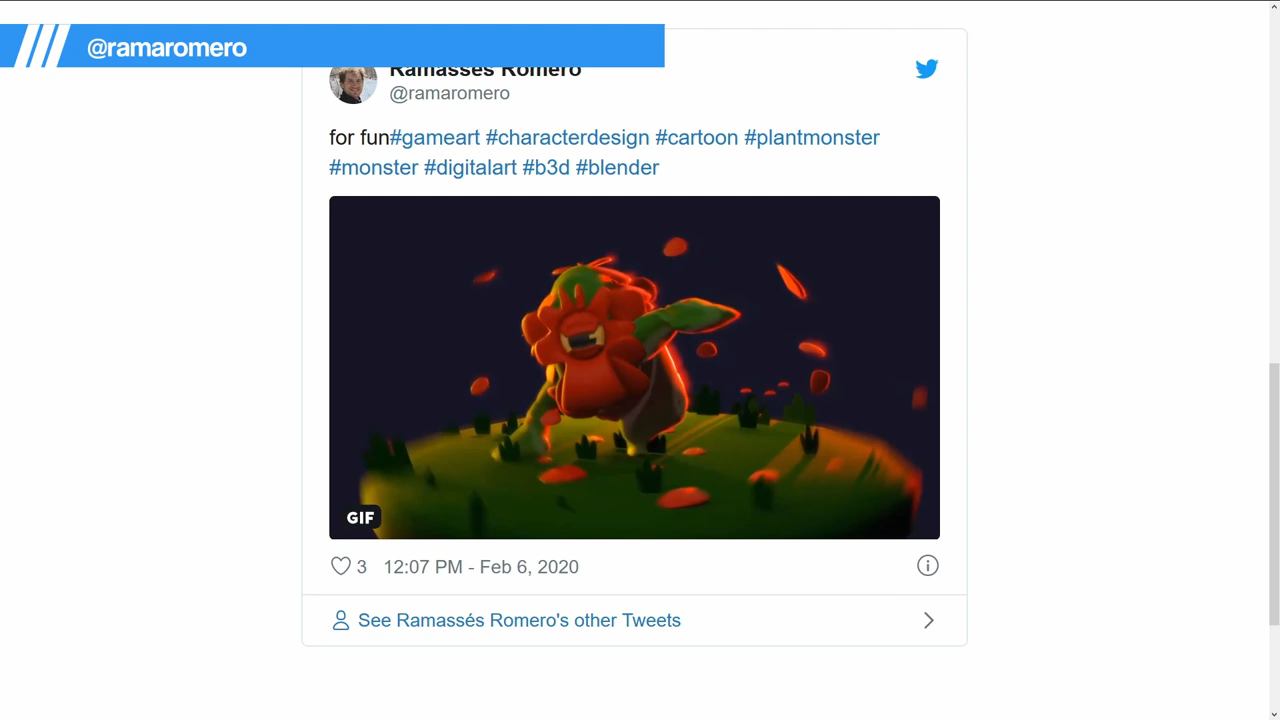 @ramaromero
Ramassés Romero
@ramaromero
for fun#gameart #characterdesign #cartoon #plantmonster
#monster #digitalart #b3d #blender
GIF
3 12:07 PM - Feb 6, 2020
See Ramassés Romero's other Tweets